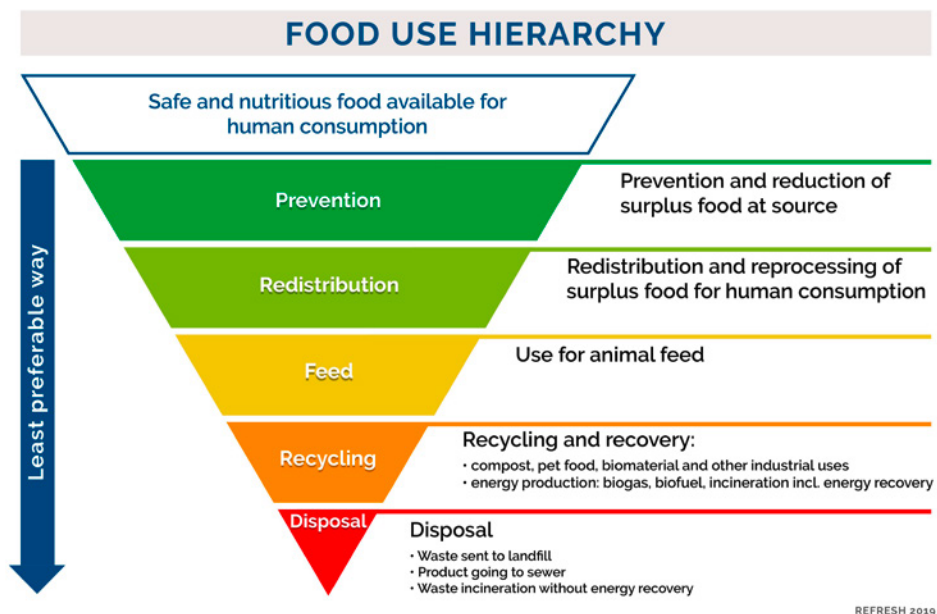 FOOD USE HIERARCHY
Safe and nutritious food available for
human consumption
Least preferable way
Prevention
Prevention and reduction of
surplus food at source
Redistribution
Redistribution and reprocessing of
surplus food for human consumption
Feed
Use for animal feed
Recycling
Recycling and recovery:
• compost, pet food, biomaterial and other industrial uses
• energy production: biogas, biofuel, incineration incl. energy recovery
Disposal
Disposal
• Waste sent to landfill
• Product going to sewer
• Waste incineration without energy recovery
REFRESH 2019